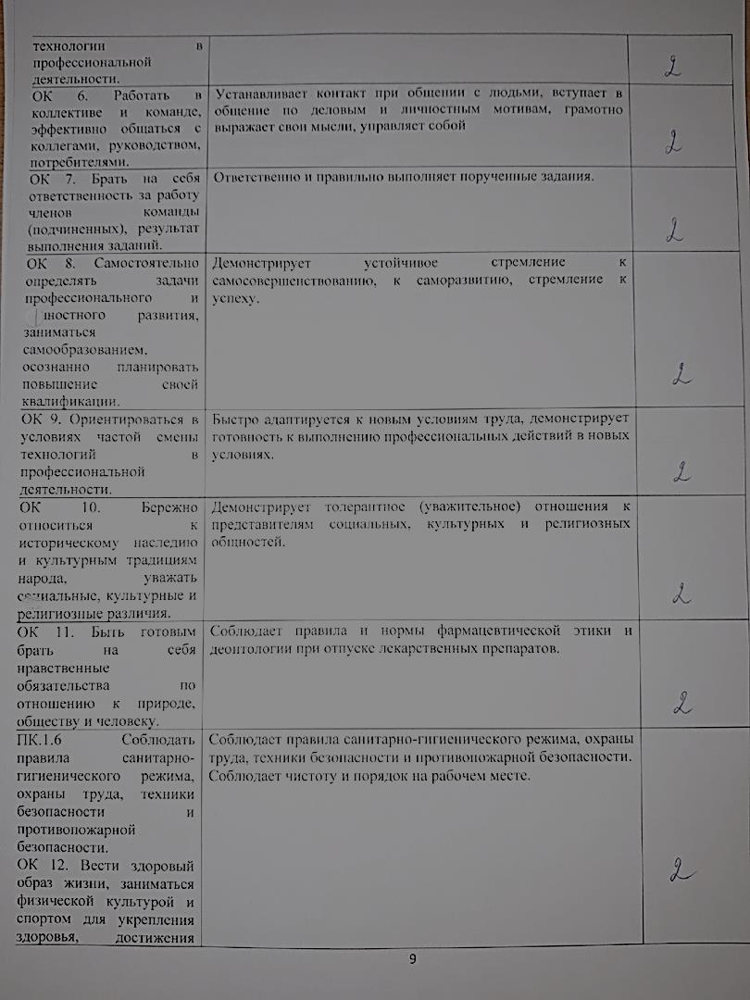 технологии в
профессиональной
деятельности.
2
ОК 6. Работать в
коллективе и команде,
эффективно общаться с
коллегами, руководством,
потребителями.
Устанавливает контакт при общении с людьми, вступает в
общение по деловым и личностным мотивам, грамотно
выражает свои мысли, управляет собой
2
ОК 7. Брать на себя
ответственность за работу
членов команды
(подчиненных), результат
выполнения заданий.
Ответственно и правильно выполняет порученные задания.
2
ОК 8. Самостоятельно
определять задачи
профессионального и
ностного развития,
заниматься
самообразованием,
осознанно планировать
повышение своей
квалификации.
Демонстрирует устойчивое стремление к
самосовершенствованию, к саморазвитию, стремление к
успеху.
2
ОК 9. Ориентироваться в
условиях частой смены
технологий в
профессиональной
деятельности.
Быстро адаптируется к новым условиям труда, демонстрирует
готовность к выполнению профессиональных действий в новых
условиях.
2
ОК 10. Бережно
относиться к
историческому наследию
и культурным традициям
народа, уважать
социальные, культурные и
религиозные различия.
Демонстрирует толерантное (уважительное) отношения к
представителям социальных, культурных и религиозных
общностей.
2
ОК 11. Быть готовым
брать на себя
нравственные
обязательства по
отношению к природе,
обществу и человеку.
Соблюдает правила и нормы фармацевтической этики и
деонтологии при отпуске лекарственных препаратов.
2
ПК.1.6 Соблюдать
правила санитарно-
гигиенического режима,
охраны труда, техники
безопасности и
противопожарной
безопасности.
ОК 12. Вести здоровый
образ жизни, заниматься
физической культурой и
спортом для укрепления
здоровья, достижения
Соблюдает правила санитарно-гигиенического режима, охраны
труда, техники безопасности и противопожарной безопасности.
Соблюдает чистоту и порядок на рабочем месте.
2
9